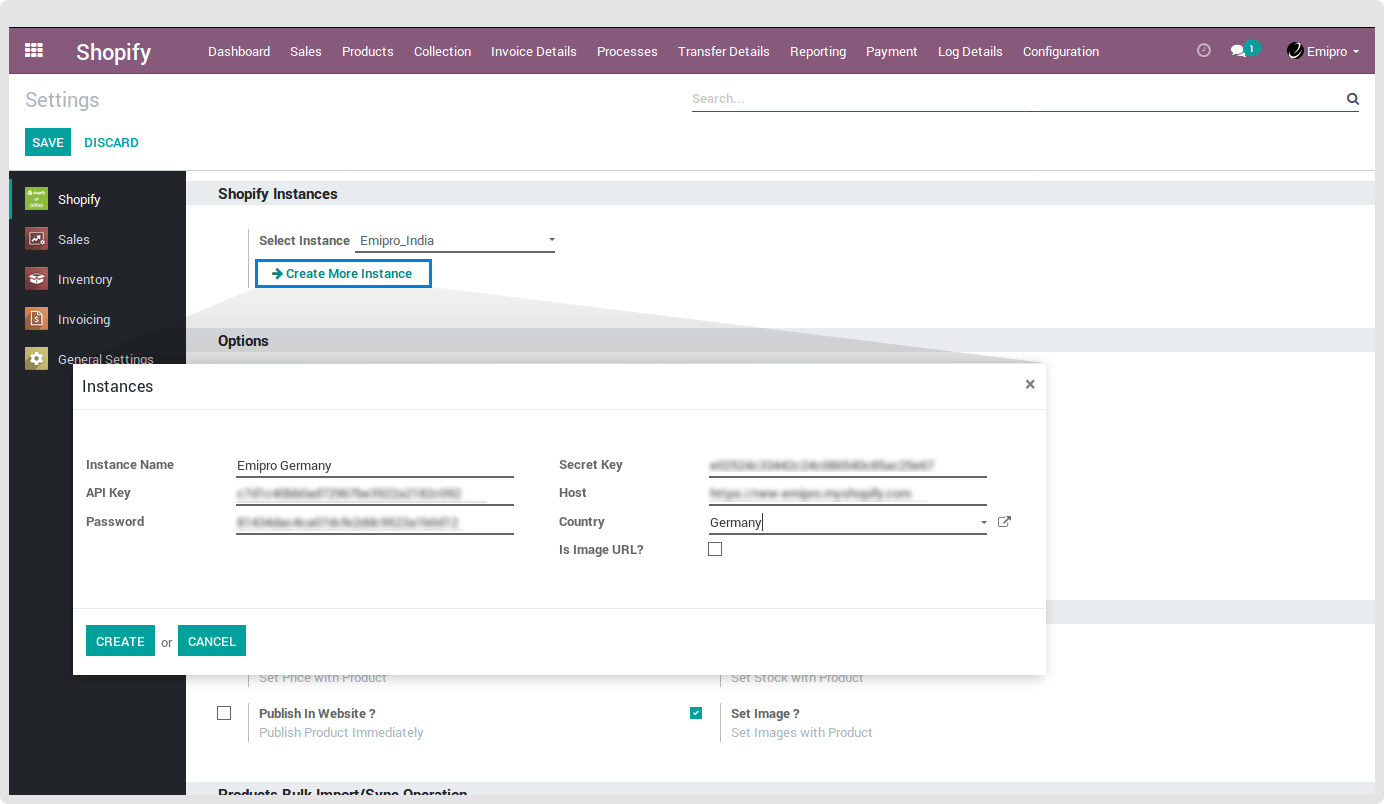 Shopify Dashboard Sales Products Collection Invoice Details Processes Transfer Details Reporting Payment Log Details Configuration 1 Emipro
Settings Search...
SAVE DISCARD
Shopify
Sales
Inventory
Invoicing
General Settings
Shopify Instances
Select Instance Emipro_India
Create More Instance
Options
Instances ×
Instance Name Emipro Germany Secret Key
API Key Host
Password Country Germany
Is Image URL?
CREATE or CANCEL
Set Price with Product Set Stock with Product
Publish In Website ? Set Image ?
Publish Product Immediately Set Images with Product
Products Bulk Import/Sync Operation